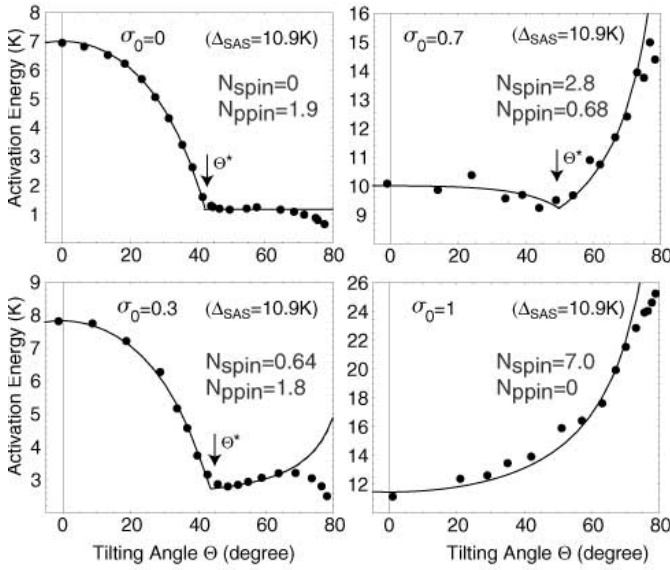 σ0=0 (ΔSAS=10.9K)
Nspin=0
Nppin=1.9
Θ*
Activation Energy (K)
8
7
6
5
4
3
2
1
0
0 20 40 60 80
σ0=0.7 (ΔSAS=10.9K)
Nspin=2.8
Nppin=0.68
Θ*
16
15
14
13
12
11
10
9
0 20 40 60 80
σ0=0.3 (ΔSAS=10.9K)
Nspin=0.64
Nppin=1.8
Θ*
Activation Energy (K)
9
8
7
6
5
4
3
0 20 40 60 80
Tilting Angle Θ (degree)
σ0=1 (ΔSAS=10.9K)
Nspin=7.0
Nppin=0
26
24
22
20
18
16
14
12
0 20 40 60 80
Tilting Angle Θ (degree)